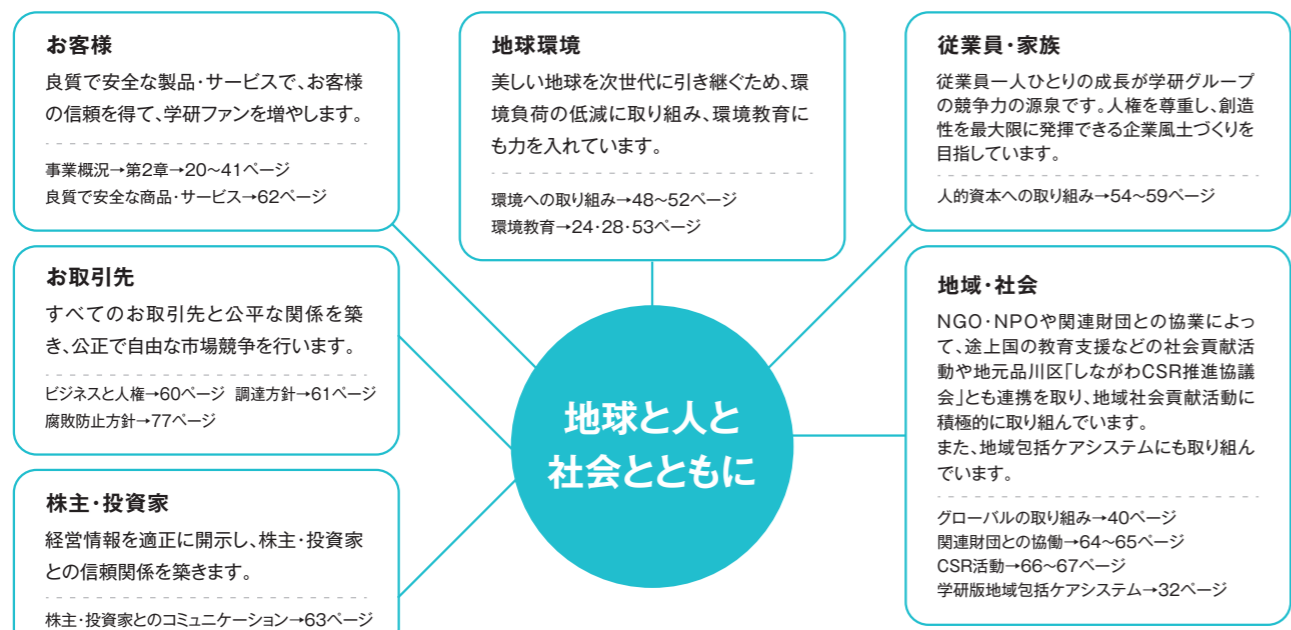 お客様
良質で安全な製品・サービスで、お客様
の信頼を得て、学研ファンを増やします。
事業概況→第2章→20〜41ページ
良質で安全な商品・サービス→62ページ
お取引先
すべてのお取引先と公平な関係を築
き、公正で自由な市場競争を行います。
ビジネスと人権→60ページ 調達方針→61ページ
腐敗防止方針→77ページ
株主・投資家
経営情報を適正に開示し、株主・投資家
との信頼関係を築きます。
株主・投資家とのコミュニケーション→63ページ
地球環境
美しい地球を次世代に引き継ぐため、環
境負荷の低減に取り組み、環境教育に
も力を入れています。
環境への取り組み→48〜52ページ
環境教育→24・28・53ページ
地球と人と
社会とともに
従業員・家族
従業員一人ひとりの成長が学研グループ
の競争力の源泉です。人権を尊重し、創造
性を最大限に発揮できる企業風土づくりを
目指しています。
人的資本への取り組み→54〜59ページ
地域・社会
NGO・NPOや関連財団との協業によっ
て、途上国の教育支援などの社会貢献活
動や地元品川区「しながわCSR推進協議
会」とも連携を取り、地域社会貢献活動に
積極的に取り組んでいます。
また、地域包括ケアシステムにも取り組ん
でいます。
グローバルの取り組み→40ページ
関連財団との協働→64〜65ページ
CSR活動→66〜67ページ
学研版地域包括ケアシステム→32ページ